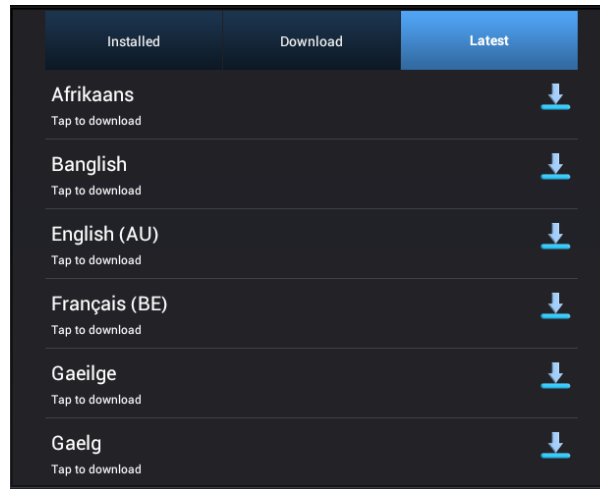 Installed Download Latest
Afrikaans
Tap to download
Banglish
Tap to download
English (AU)
Tap to download
Français (BE)
Tap to download
Gaeilge
Tap to download
Gaelg
Tap to download